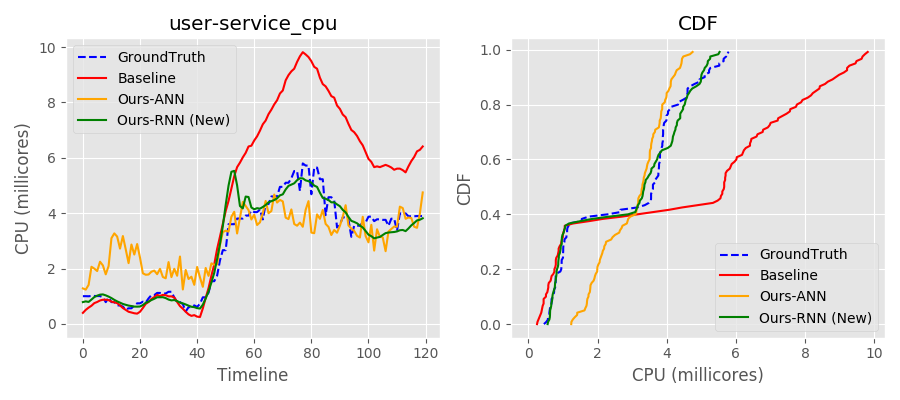 user-service_cpu
CPU (millicores)
10
8
6
4
2
0
GroundTruth
Baseline
Ours-ANN
Ours-RNN (New)
0 20 40 60 80 100 120
Timeline
CDF
CDF
1.0
0.8
0.6
0.4
0.2
0.0
GroundTruth
Baseline
Ours-ANN
Ours-RNN (New)
0 2 4 6 8 10
CPU (millicores)